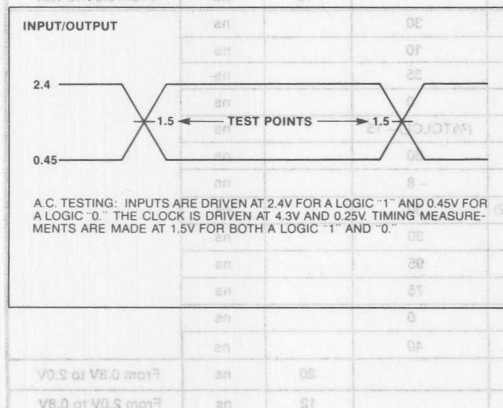 INPUT/OUTPUT
2.4
1.5 TEST POINTS 1.5
0.45
A.C. TESTING: INPUTS ARE DRIVEN AT 2.4V FOR A LOGIC "1" AND 0.45V FOR
A LOGIC "0." THE CLOCK IS DRIVEN AT 4.3V AND 0.25V. TIMING MEASURE-
MENTS ARE MADE AT 1.5V FOR BOTH A LOGIC "1" AND "0."
30 ns
10 ns
35 ns
ns
ns
ns
- 8 ns
30 ns
95 ns
75 ns
0 ns
40 ns
20 ns From 0.8V to 2.0V
12 ns From 2.0V to 0.8V